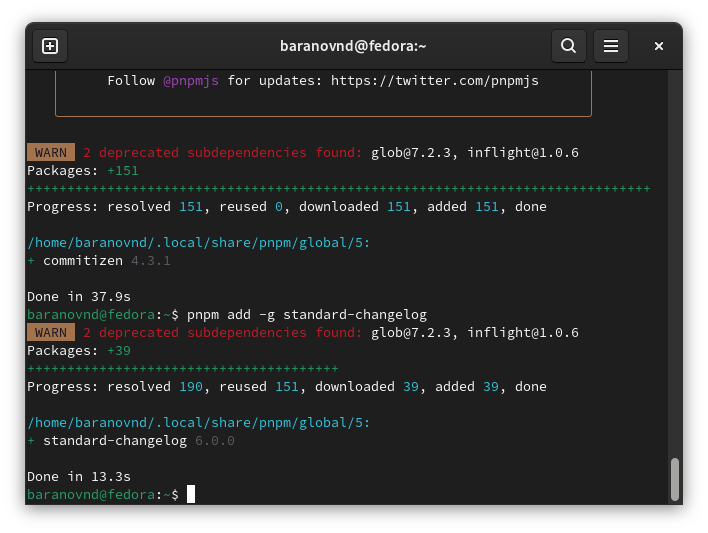 baranovnd@fedora:~
Follow @pnpmjs for updates: https://twitter.com/pnpmjs
WARN 2 deprecated subdependencies found: glob@7.2.3, inflight@1.0.6
Packages: +151
++++++++++++++++++++++++++++++++++++++++++++++++++++++++++++++++++++++++++++++
Progress: resolved 151, reused 0, downloaded 151, added 151, done
/home/baranovnd/.local/share/pnpm/global/5:
+ commitizen 4.3.1
Done in 37.9s
baranovnd@fedora:~$ pnpm add -g standard-changelog
WARN 2 deprecated subdependencies found: glob@7.2.3, inflight@1.0.6
Packages: +39
+++++++++++++++++++++++++++++++++++++++
Progress: resolved 190, reused 151, downloaded 39, added 39, done
/home/baranovnd/.local/share/pnpm/global/5:
+ standard-changelog 6.0.0
Done in 13.3s
baranovnd@fedora:~$